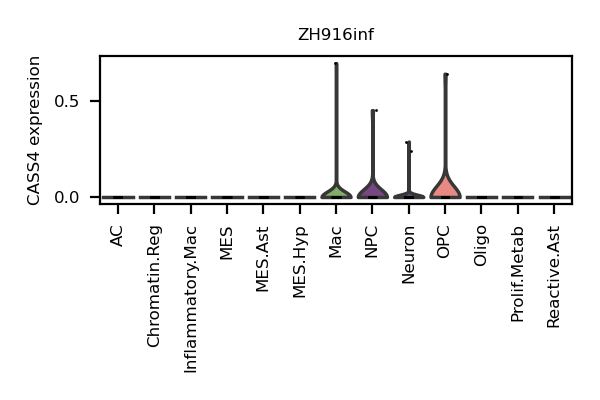 ZH916inf
CASS4 expression
0.5
0.0
AC
Chromatin.Reg
Inflammatory.Mac
MES
MES.Ast
MES.Hyp
Mac
NPC
Neuron
OPC
Oligo
Prolif.Metab
Reactive.Ast